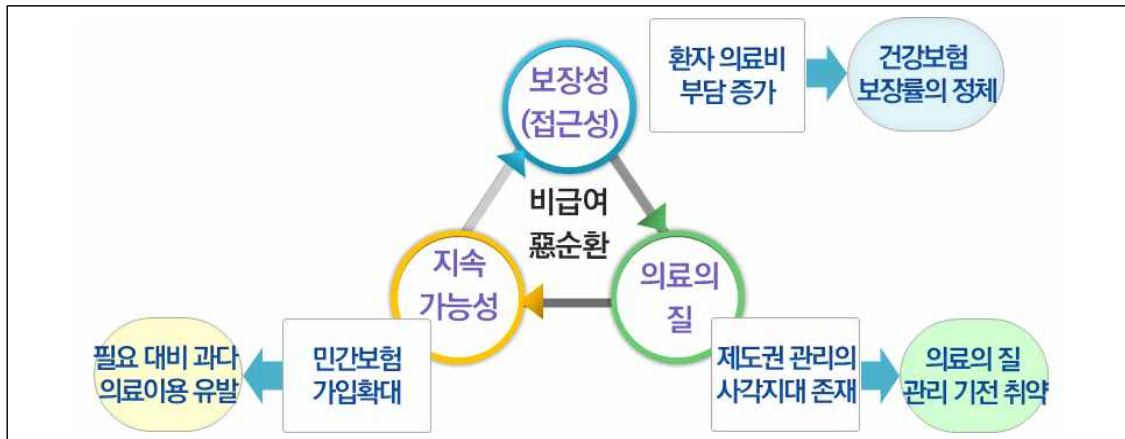 보장성
(접근성)
환자 의료비
부담 증가
건강보험
보장률의 정체
비급여
惡순환
지속
가능성
의료의
질
필요 대비 과다
의료이용 유발
민간보험
가입확대
제도권 관리의
사각지대 존재
의료의 질
관리 기전 취약